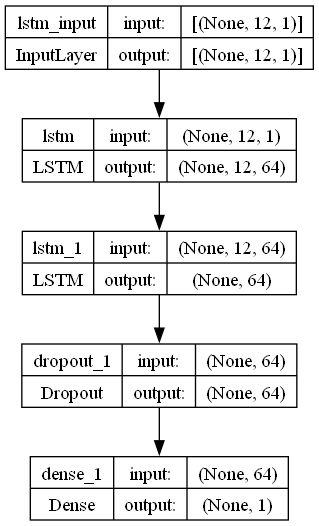 lstm_input input: [(None, 12, 1)]
InputLayer output: [(None, 12, 1)]
lstm input: (None, 12, 1)
LSTM output: (None, 12, 64)
lstm_1 input: (None, 12, 64)
LSTM output: (None, 64)
dropout_1 input: (None, 64)
Dropout output: (None, 64)
dense_1 input: (None, 64)
Dense output: (None, 1)